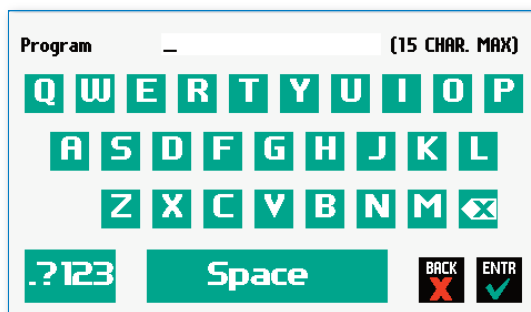 Program _ (15 CHAR. MAX)
Q W E R T Y U I O P
A S D F G H J K L
Z X C V B N M X
.?123 Space BACK X ENTR